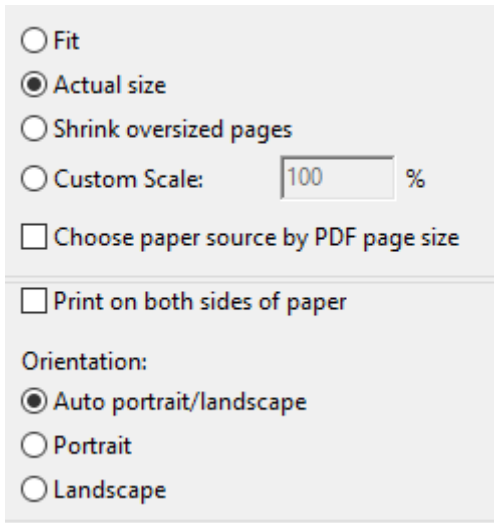 Fit
Actual size
Shrink oversized pages
Custom Scale: 100 %
Choose paper source by PDF page size
Print on both sides of paper
Orientation:
Auto portrait/landscape
Portrait
Landscape